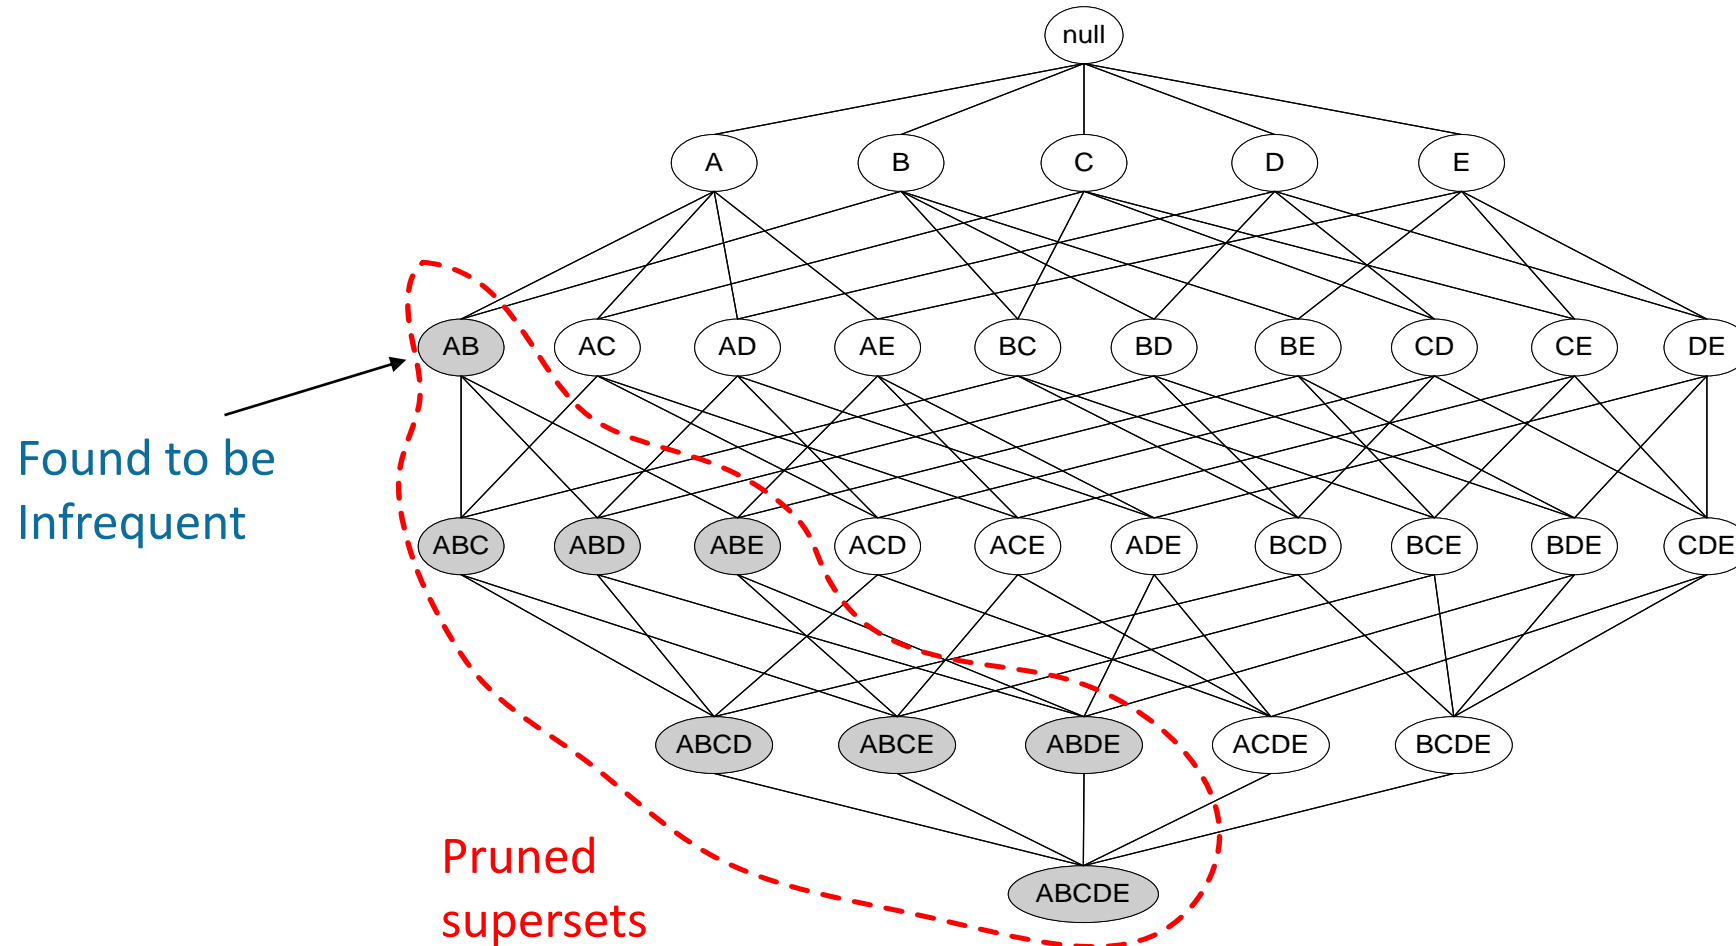 null
A B C D E
AB AC AD AE BC BD BE CD CE DE
Found to be
Infrequent
ABC ABD ABE ACD ACE ADE BCD BCE BDE CDE
ABCD ABCE ABDE ACDE BCDE
Pruned
supersets
ABCDE